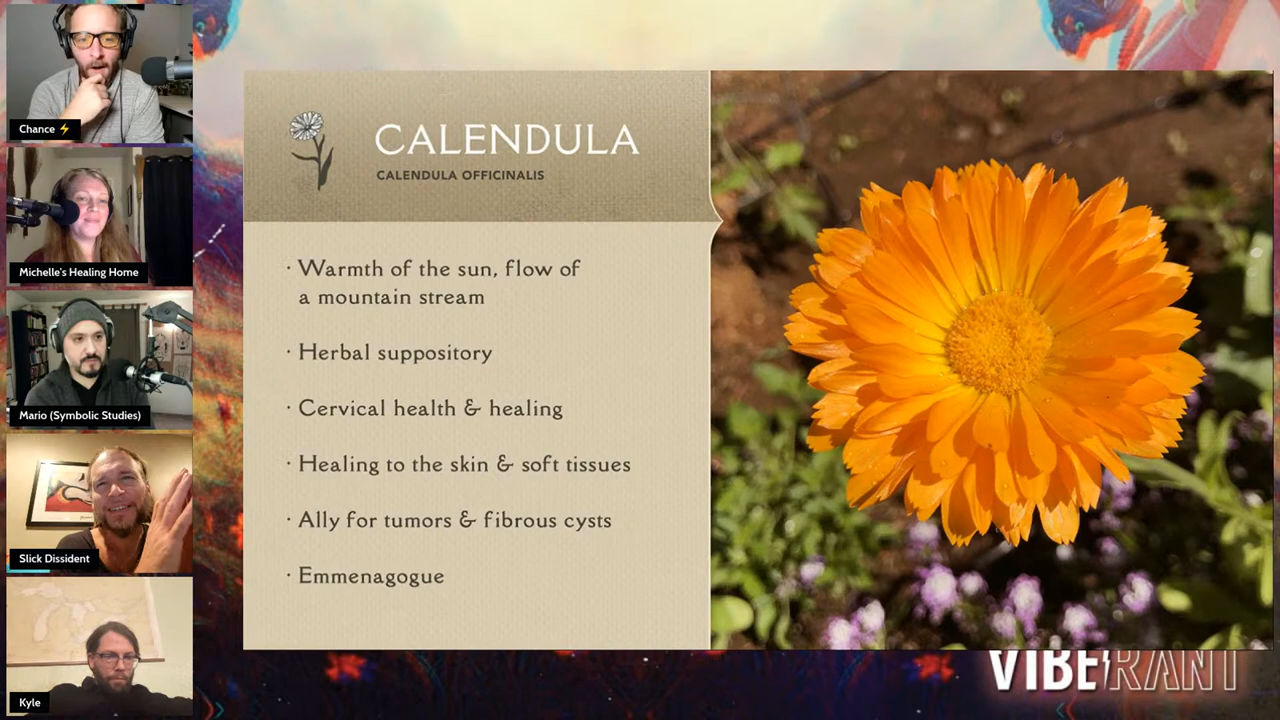 Chance ⚡
Michelle's Healing Home
Mario (Symbolic Studies)
Slick Dissident
Kyle
CALENDULA
CALENDULA OFFICINALIS
· Warmth of the sun, flow of
a mountain stream
· Herbal suppository
· Cervical health & healing
· Healing to the skin & soft tissues
· Ally for tumors & fibrous cysts
· Emmenagogue
VIBE RANT